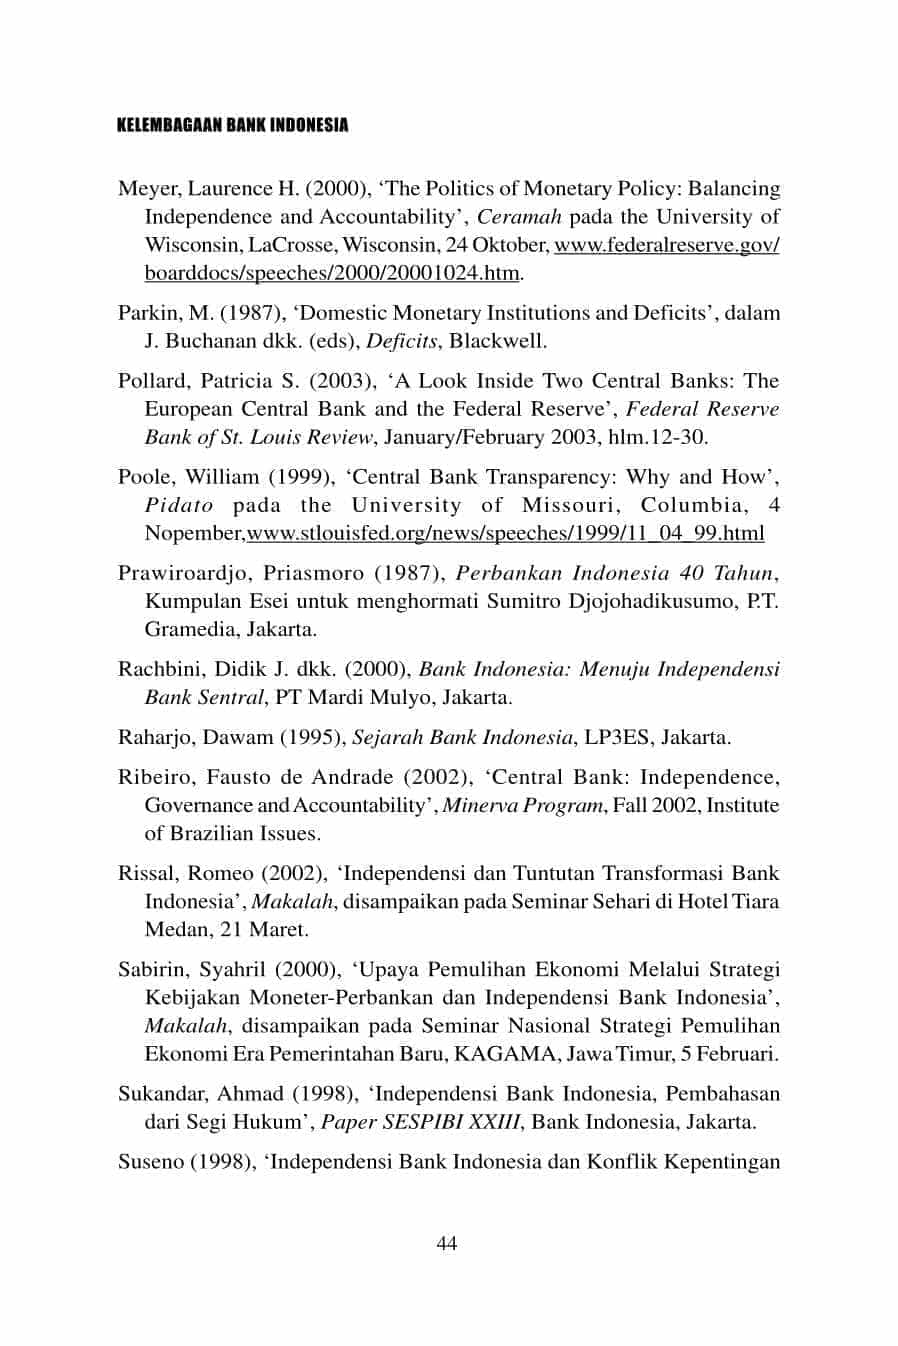 KELEMBAGAAN BANK INDONESIA
Meyer, Laurence H. (2000), ‘The Politics of Monetary Policy: Balancing
Independence and Accountability’, Ceramah pada the University of
Wisconsin, LaCrosse, Wisconsin, 24 Oktober, www.federalreserve.gov/
boarddocs/speeches/2000/20001024.htm.
Parkin, M. (1987), ‘Domestic Monetary Institutions and Deficits’, dalam
J. Buchanan dkk. (eds), Deficits, Blackwell.
Pollard, Patricia S. (2003), ‘A Look Inside Two Central Banks: The
European Central Bank and the Federal Reserve’, Federal Reserve
Bank of St. Louis Review, January/February 2003, hlm.12-30.
Poole, William (1999), ‘Central Bank Transparency: Why and How’,
Pidato pada the University of Missouri, Columbia, 4
Nopember,www.stlouisfed.org/news/speeches/1999/11_04_99.html
Prawiroardjo, Priasmoro (1987), Perbankan Indonesia 40 Tahun,
Kumpulan Esei untuk menghormati Sumitro Djojohadikusumo, P.T.
Gramedia, Jakarta.
Rachbini, Didik J. dkk. (2000), Bank Indonesia: Menuju Independensi
Bank Sentral, PT Mardi Mulyo, Jakarta.
Raharjo, Dawam (1995), Sejarah Bank Indonesia, LP3ES, Jakarta.
Ribeiro, Fausto de Andrade (2002), ‘Central Bank: Independence,
Governance and Accountability’, Minerva Program, Fall 2002, Institute
of Brazilian Issues.
Rissal, Romeo (2002), ‘Independensi dan Tuntutan Transformasi Bank
Indonesia’, Makalah, disampaikan pada Seminar Sehari di Hotel Tiara
Medan, 21 Maret.
Sabirin, Syahril (2000), ‘Upaya Pemulihan Ekonomi Melalui Strategi
Kebijakan Moneter-Perbankan dan Independensi Bank Indonesia’,
Makalah, disampaikan pada Seminar Nasional Strategi Pemulihan
Ekonomi Era Pemerintahan Baru, KAGAMA, Jawa Timur, 5 Februari.
Sukandar, Ahmad (1998), ‘Independensi Bank Indonesia, Pembahasan
dari Segi Hukum’, Paper SESPIBI XXIII, Bank Indonesia, Jakarta.
Suseno (1998), ‘Independensi Bank Indonesia dan Konflik Kepentingan
44